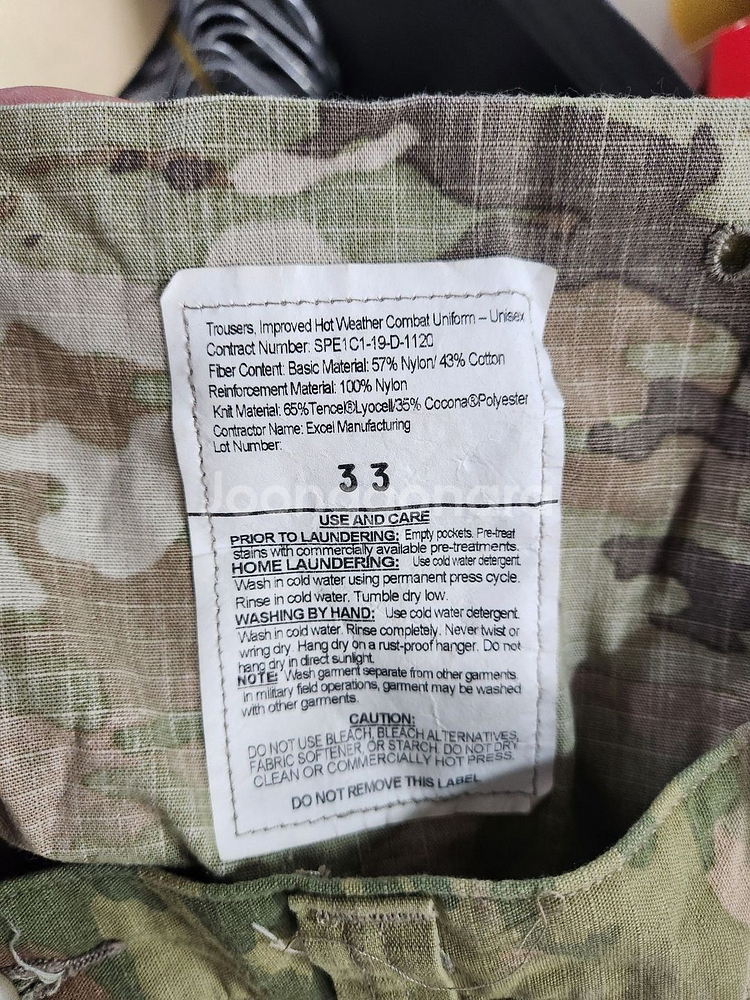 Trousers, Improved Hot Weather Combat Uniform – Unisex
Contract Number: SPE1C1-19-D-1120
Fiber Content: Basic Material: 57% Nylon/ 43% Cotton
Reinforcement Material: 100% Nylon
Knit Material: 65%Tencel®Lyocell/35% Cocona®Polyester
Contractor Name: Excel Manufacturing
Lot Number:
33
Joongonara
USE AND CARE
PRIOR TO LAUNDERING: Empty pockets. Pre-treat
stains with commercially available pre-treatments.
HOME LAUNDERING: Use cold water detergent.
Wash in cold water using permanent press cycle.
Rinse in cold water. Tumble dry low.
WASHING BY HAND: Use cold water detergent.
Wash in cold water. Rinse completely. Never twist or
wring dry. Hang dry on a rust-proof hanger. Do not
hang dry in direct sunlight.
NOTE: Wash garment separate from other garments.
In military field operations, garment may be washed
with other garments.
CAUTION:
DO NOT USE BLEACH, BLEACH ALTERNATIVES,
FABRIC SOFTENER, OR STARCH. DO NOT DRY
CLEAN OR COMMERCIALLY HOT PRESS.
DO NOT REMOVE THIS LABEL